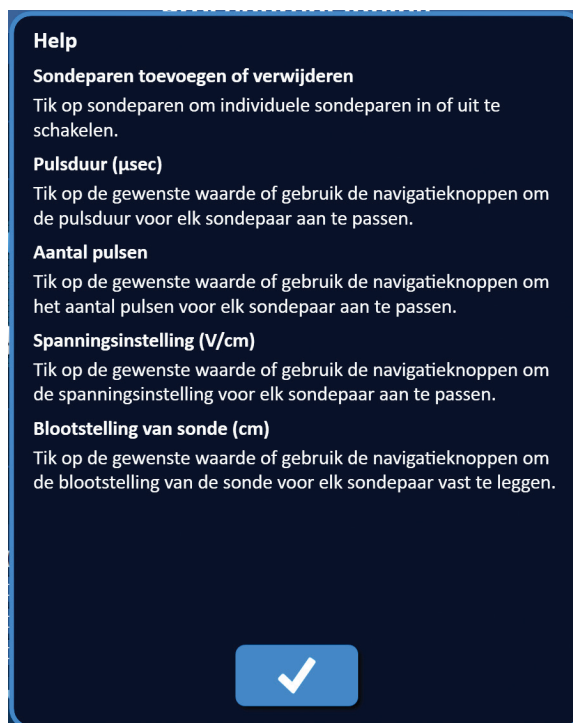 Help
Sondeparen toevoegen of verwijderen
Tik op sondeparen om individuele sondeparen in of uit te
schakelen.
Pulsduur (µsec)
Tik op de gewenste waarde of gebruik de navigatieknoppen om
de pulsduur voor elk sondepaar aan te passen.
Aantal pulsen
Tik op de gewenste waarde of gebruik de navigatieknoppen om
het aantal pulsen voor elk sondepaar aan te passen.
Spanningsinstelling (V/cm)
Tik op de gewenste waarde of gebruik de navigatieknoppen om
de spanningsinstelling voor elk sondepaar aan te passen.
Blootstelling van sonde (cm)
Tik op de gewenste waarde of gebruik de navigatieknoppen om
de blootstelling van de sonde voor elk sondepaar vast te leggen.